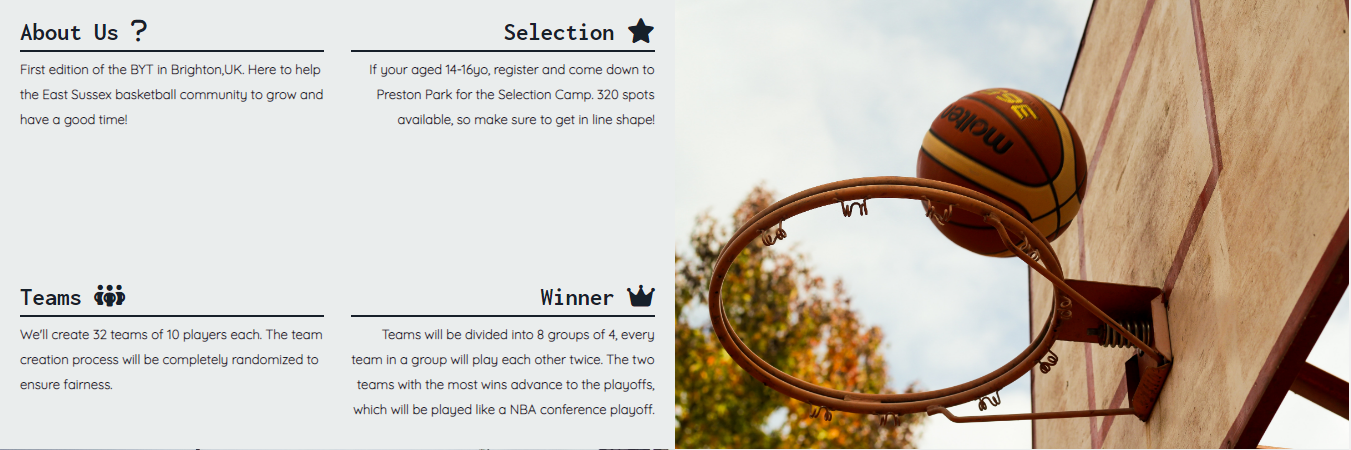 About Us ?
First edition of the BYT in Brighton,UK. Here to help
the East Sussex basketball community to grow and
have a good time!
Selection
If your aged 14-16yo, register and come down to
Preston Park for the Selection Camp. 320 spots
available, so make sure to get in line shape!
Teams
We'll create 32 teams of 10 players each. The team
creation process will be completely randomized to
ensure fairness.
Winner
Teams will be divided into 8 groups of 4, every
team in a group will play each other twice. The two
teams with the most wins advance to the playoffs,
which will be played like a NBA conference playoff.
molten